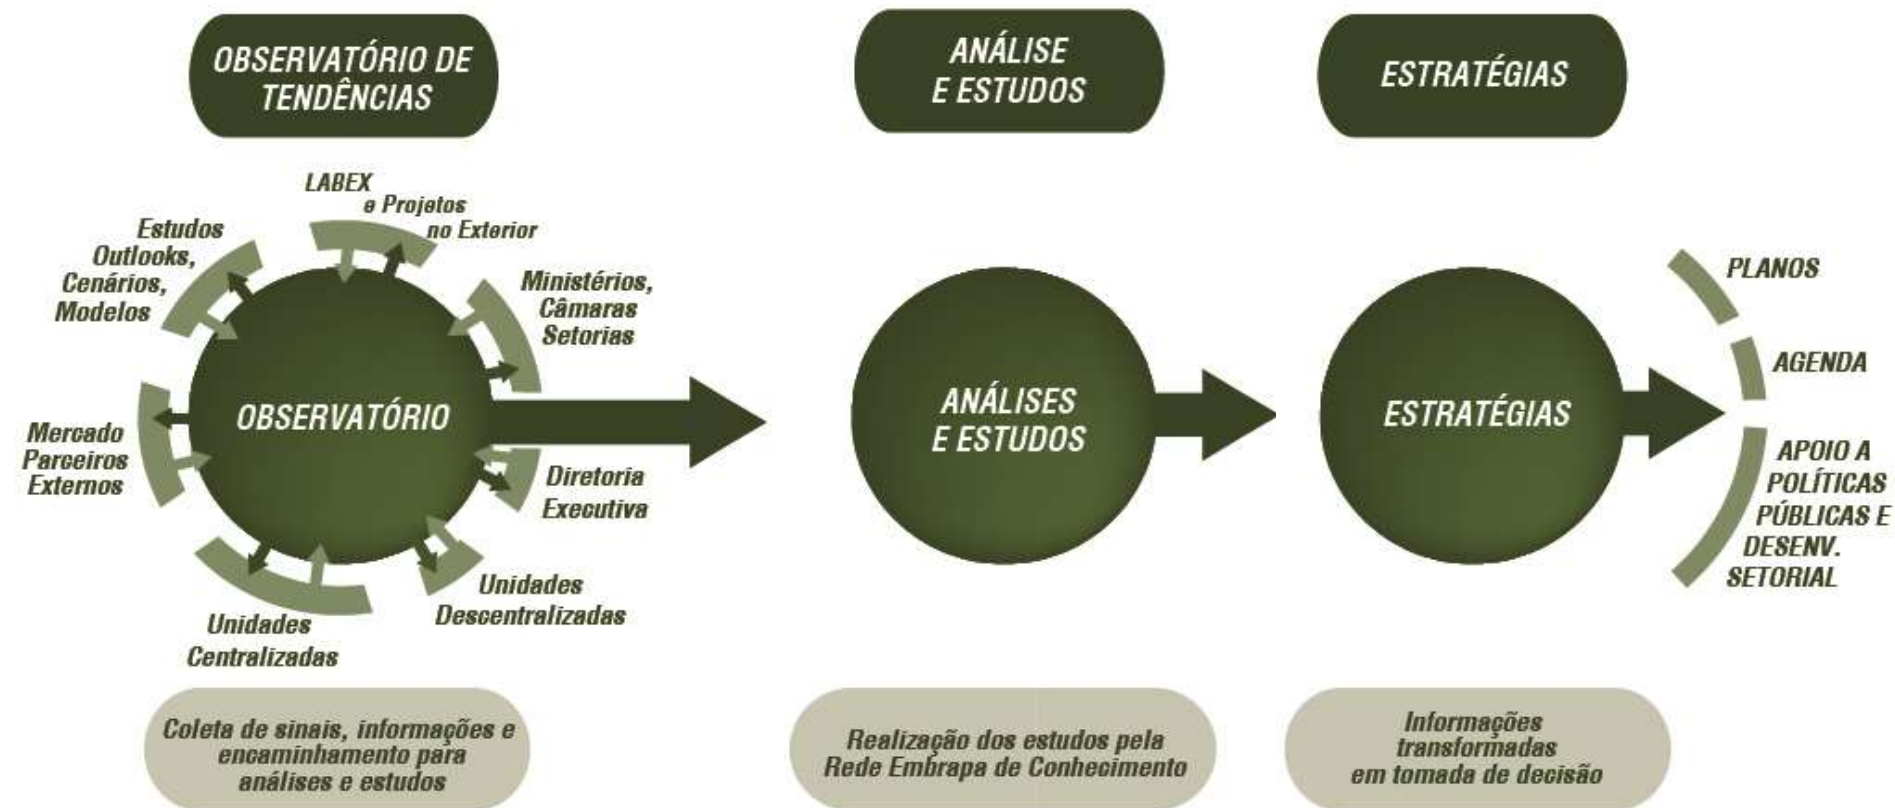 OBSERVATÓRIO DE
TENDÊNCIAS
ANÁLISE
E ESTUDOS
ESTRATÉGIAS
LABEX
e Projetos
no Exterior
Estudos
Outlooks,
Cenários,
Modelos
Ministérios,
Câmaras
Setorias
Mercado
Parceiros
Externos
OBSERVATÓRIO
Diretoria
Executiva
Unidades
Descentralizadas
Unidades
Centralizadas
ANÁLISES
E ESTUDOS
ESTRATÉGIAS
PLANOS
AGENDA
APOIO A
POLÍTICAS
PÚBLICAS E
DESENV.
SETORIAL
Coleta de sinais, informações e
encaminhamento para
análises e estudos
Realização dos estudos pela
Rede Embrapa de Conhecimento
Informações
transformadas
em tomada de decisão